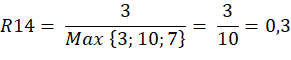 R14 = 3 / Max {3; 10; 7} = 3 / 10 = 0,3